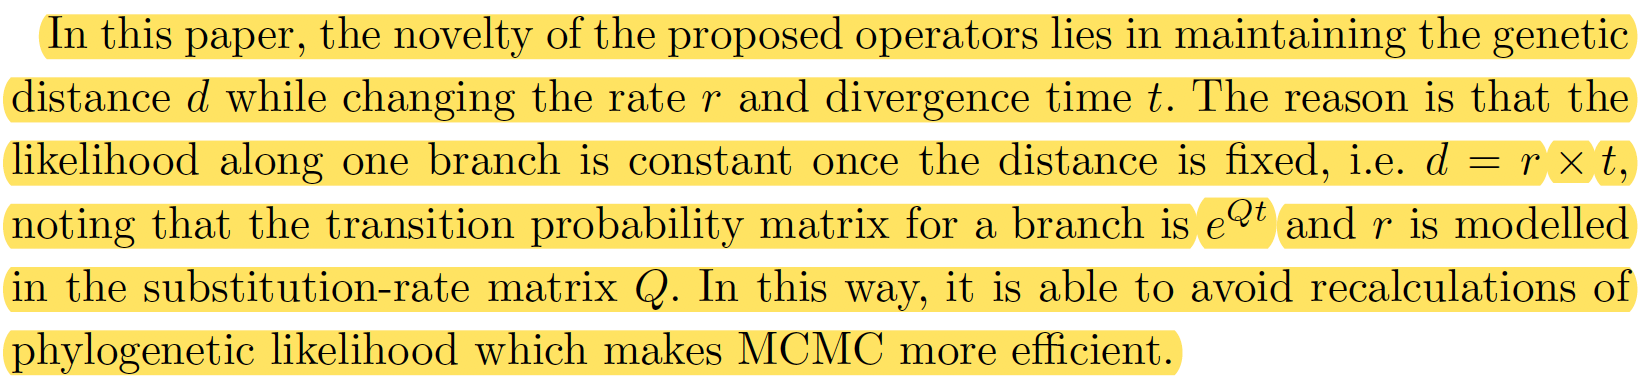 In this paper, the novelty of the proposed operators lies in maintaining the genetic
distance d while changing the rate r and divergence time t. The reason is that the
likelihood along one branch is constant once the distance is fixed, i.e. d = r × t,
noting that the transition probability matrix for a branch is e^{Qt} and r is modelled
in the substitution-rate matrix Q. In this way, it is able to avoid recalculations of
phylogenetic likelihood which makes MCMC more efficient.